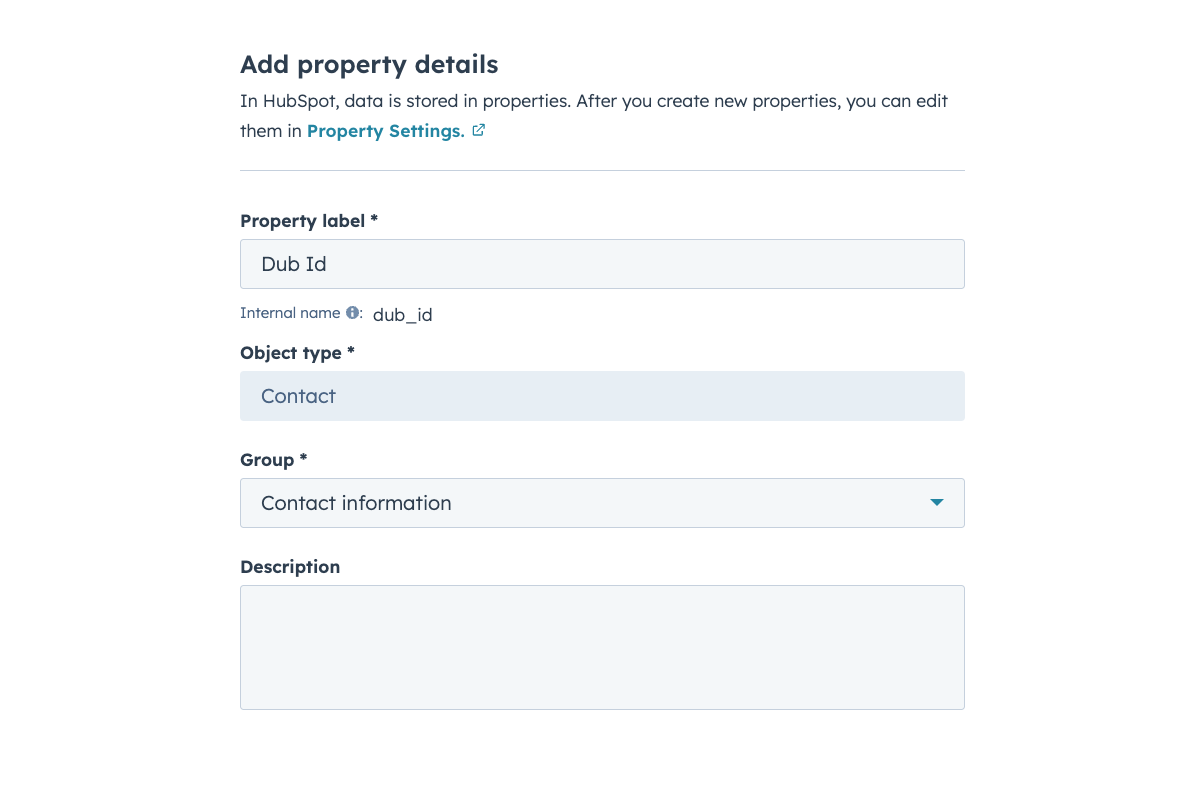 Add property details
In HubSpot, data is stored in properties. After you create new properties, you can edit
them in Property Settings.
Property label *
Dub Id
Internal name : dub_id
Object type *
Contact
Group *
Contact information
Description